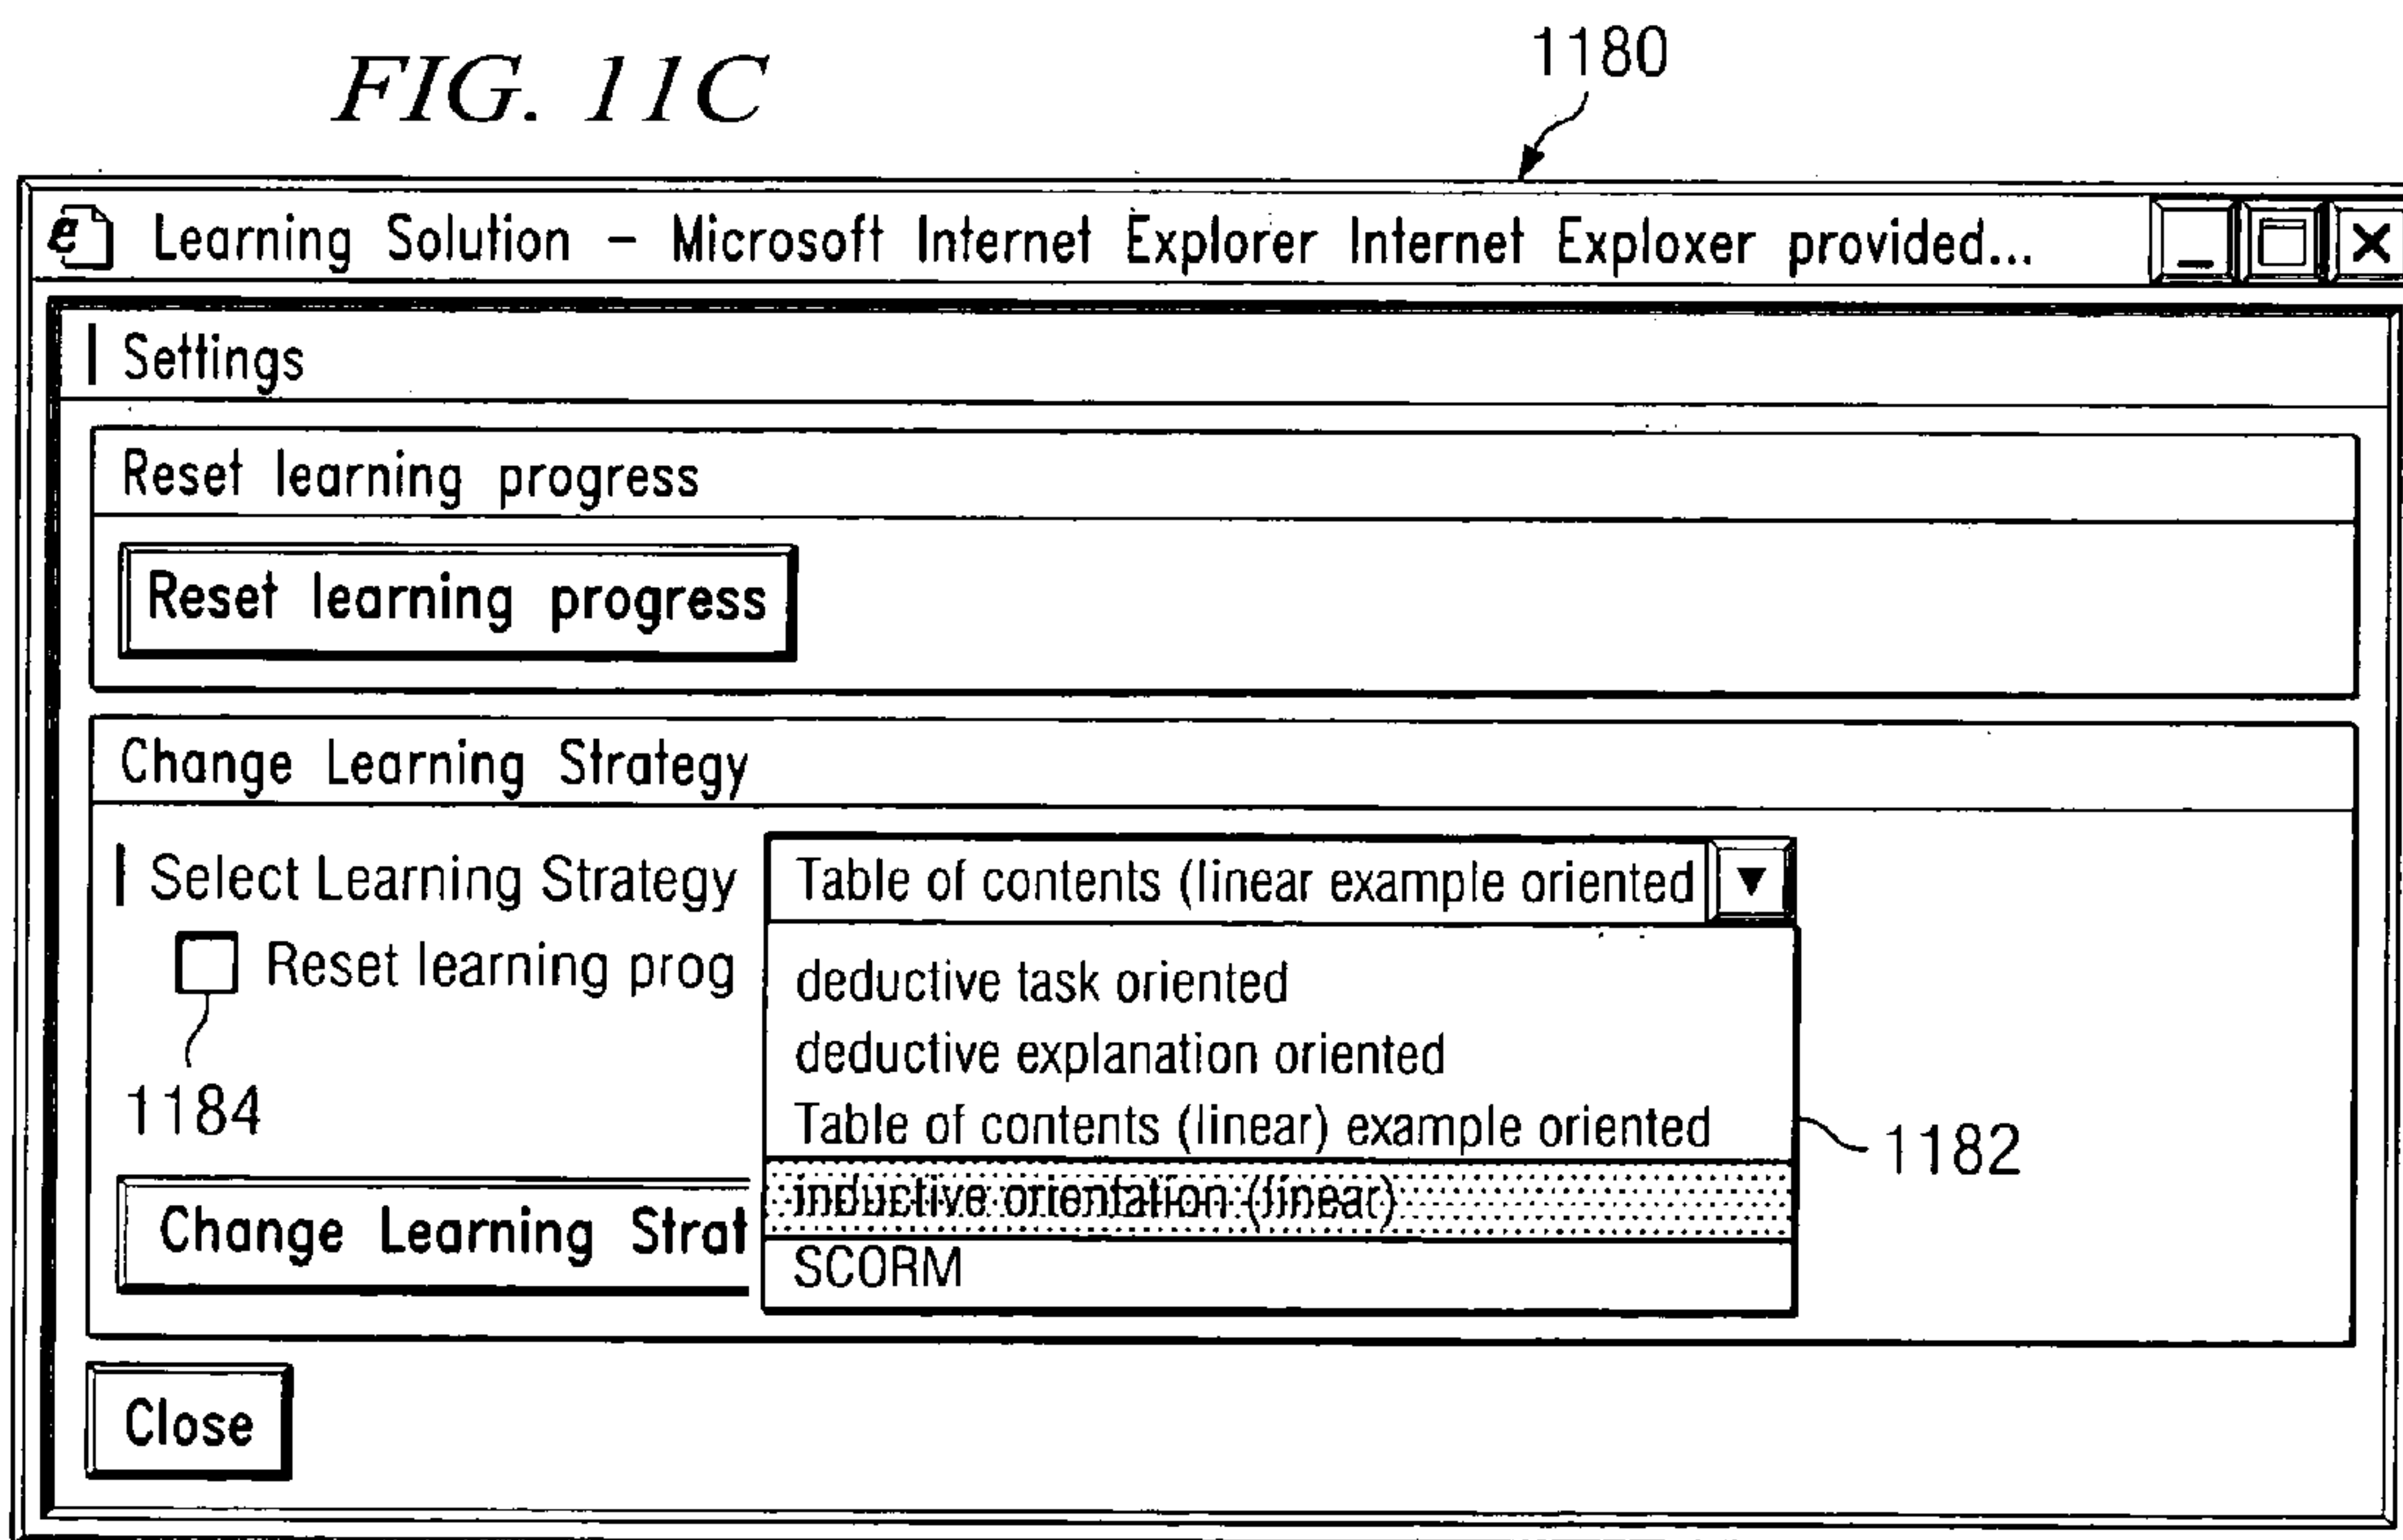 FIG. 11C
1180
Learning Solution - Microsoft Internet Explorer Internet Exploxer provided...
Settings
Reset learning progress
Reset learning progress
Change Learning Strategy
Select Learning Strategy
Table of contents (linear example oriented
Reset learning prog
deductive task oriented
deductive explanation oriented
Table of contents (linear) example oriented
inductive orientation (linear)
SCORM
1184
1182
Change Learning Strat
Close